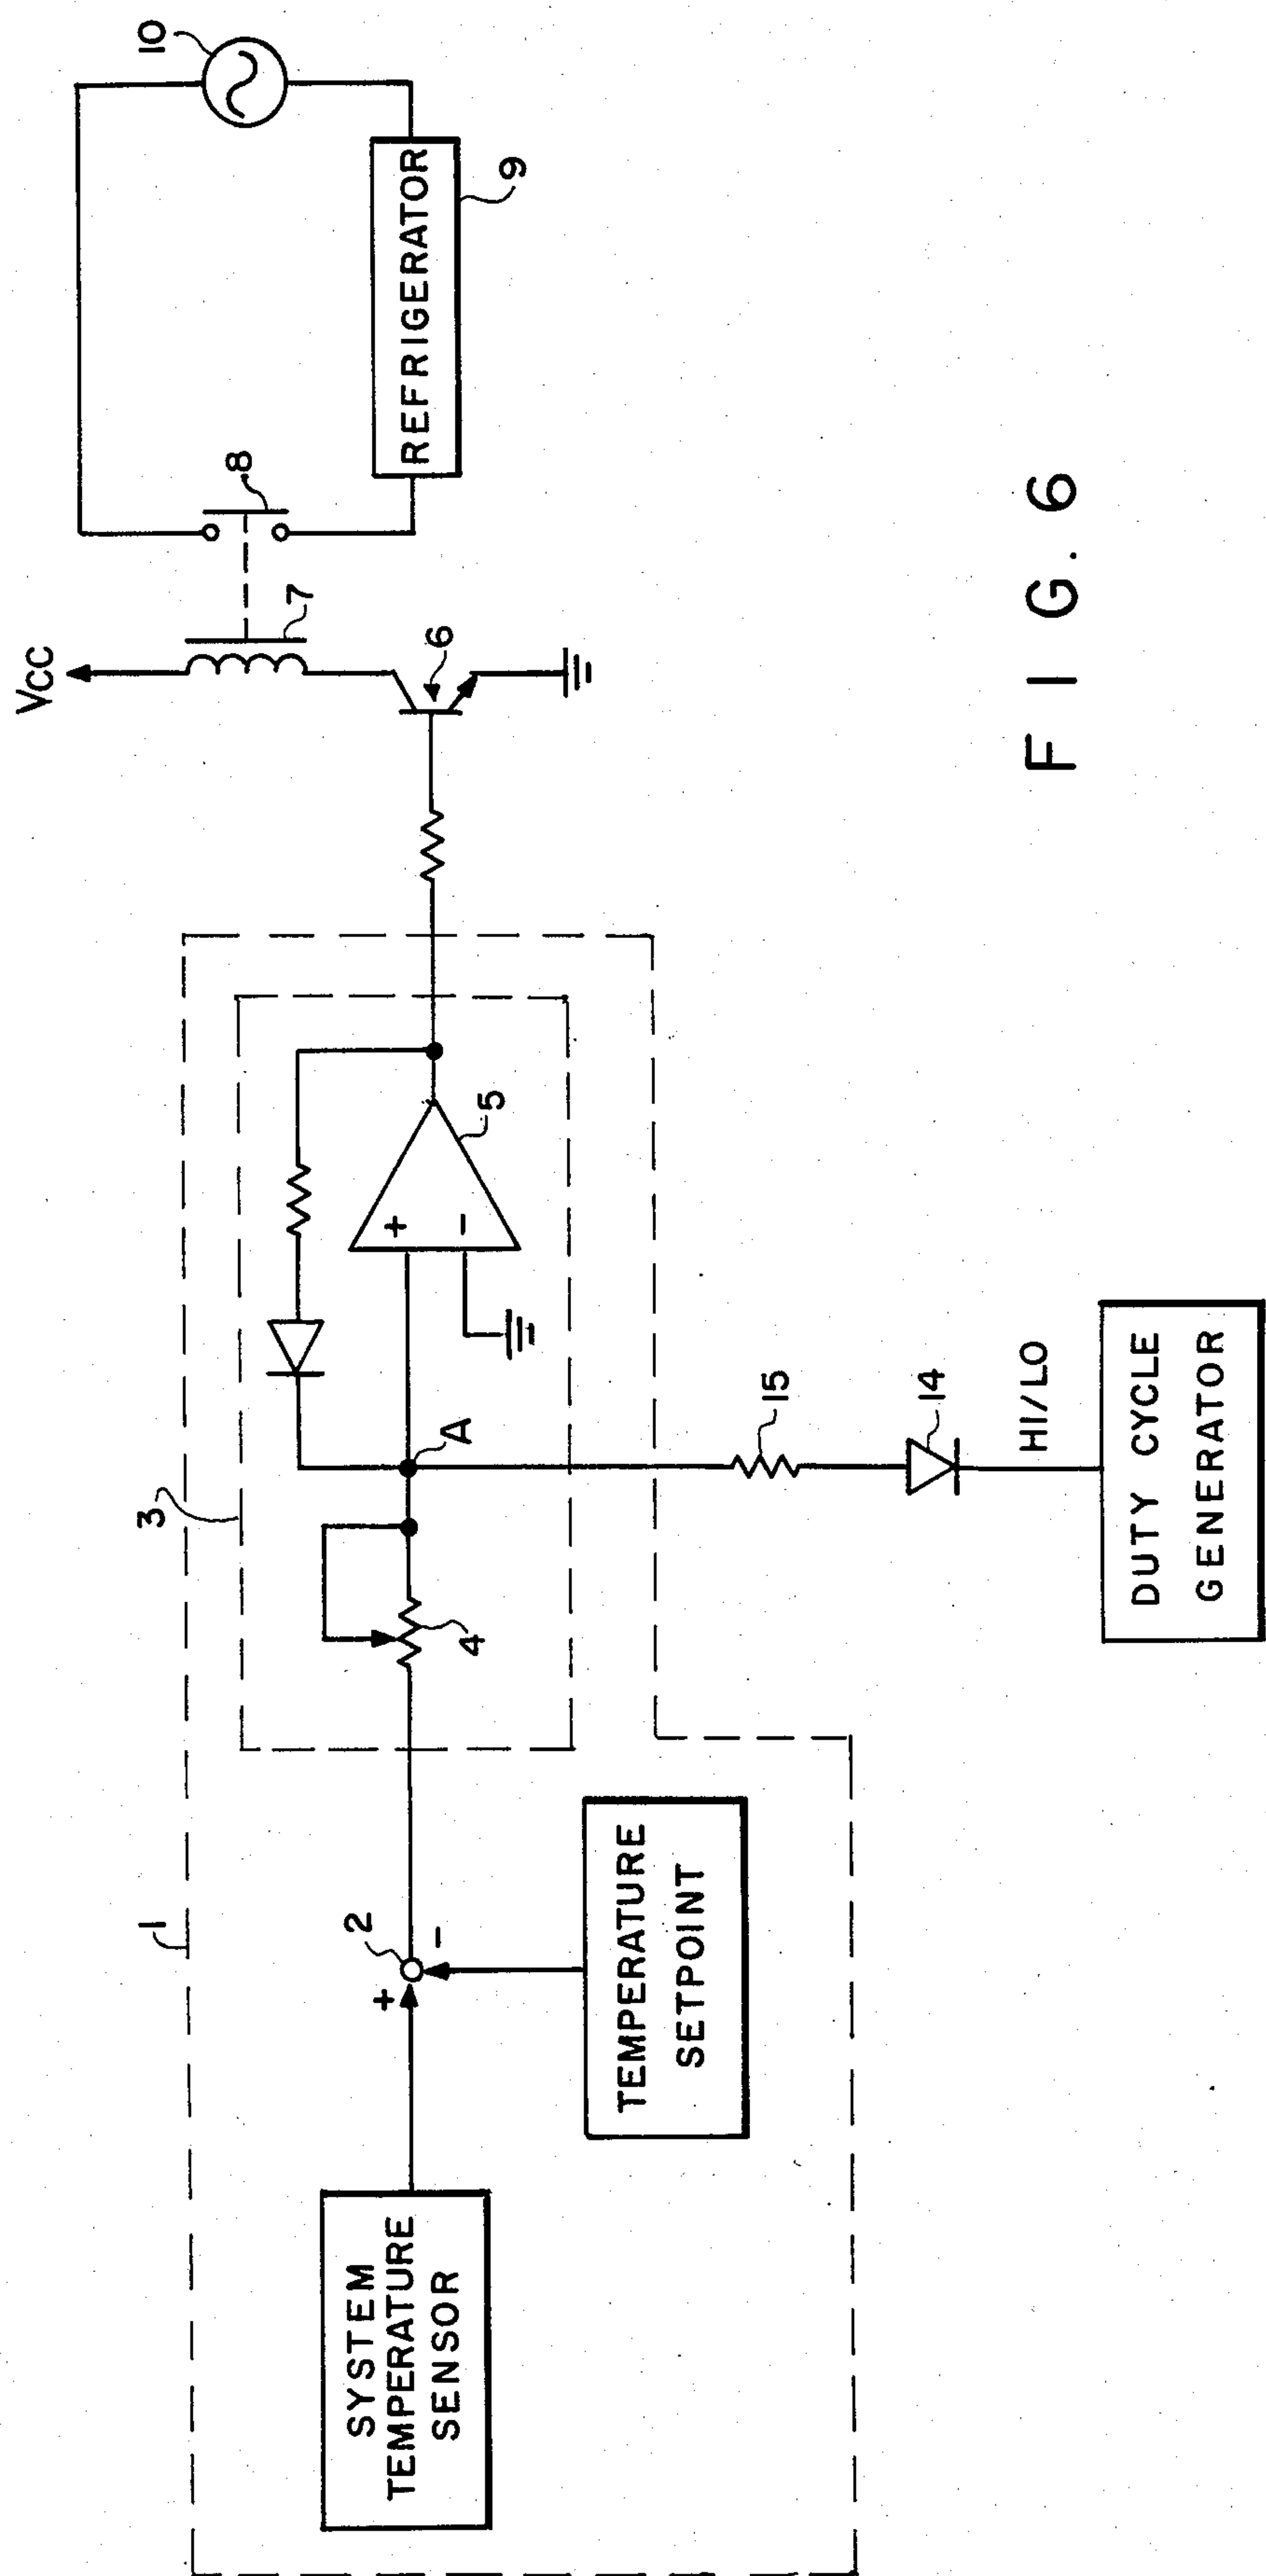 1
SYSTEM
TEMPERATURE
SENSOR
+
2
-
TEMPERATURE
SETPOINT
3
4
A
+
-
5
15
14
HI/LO
DUTY CYCLE
GENERATOR
Vcc
6
7
8
REFRIGERATOR
9
10
FIG. 6